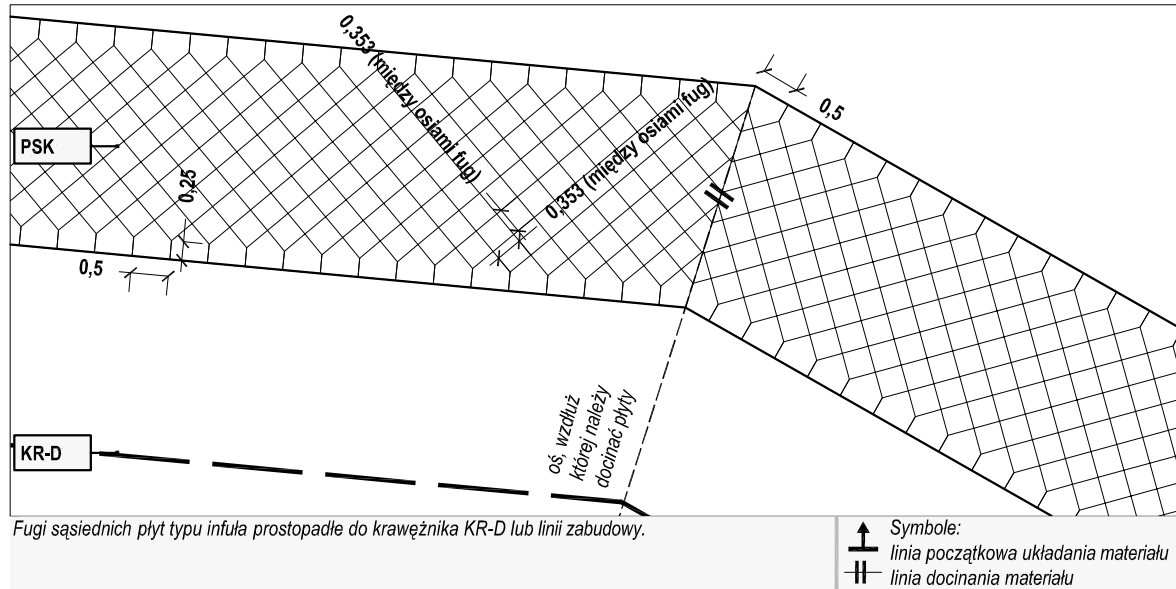 0,353 (między osiami fug)
0,353 (między osiami fug)
0,5
PSK
0,25
0,5
oś, wzdłuż
której należy
docinać płyty
KR-D
Fugi sąsiednich płyt typu infuła prostopadłe do krawężnika KR-D lub linii zabudowy.
Symbole:
linia początkowa układania materiału
linia docinania materiału